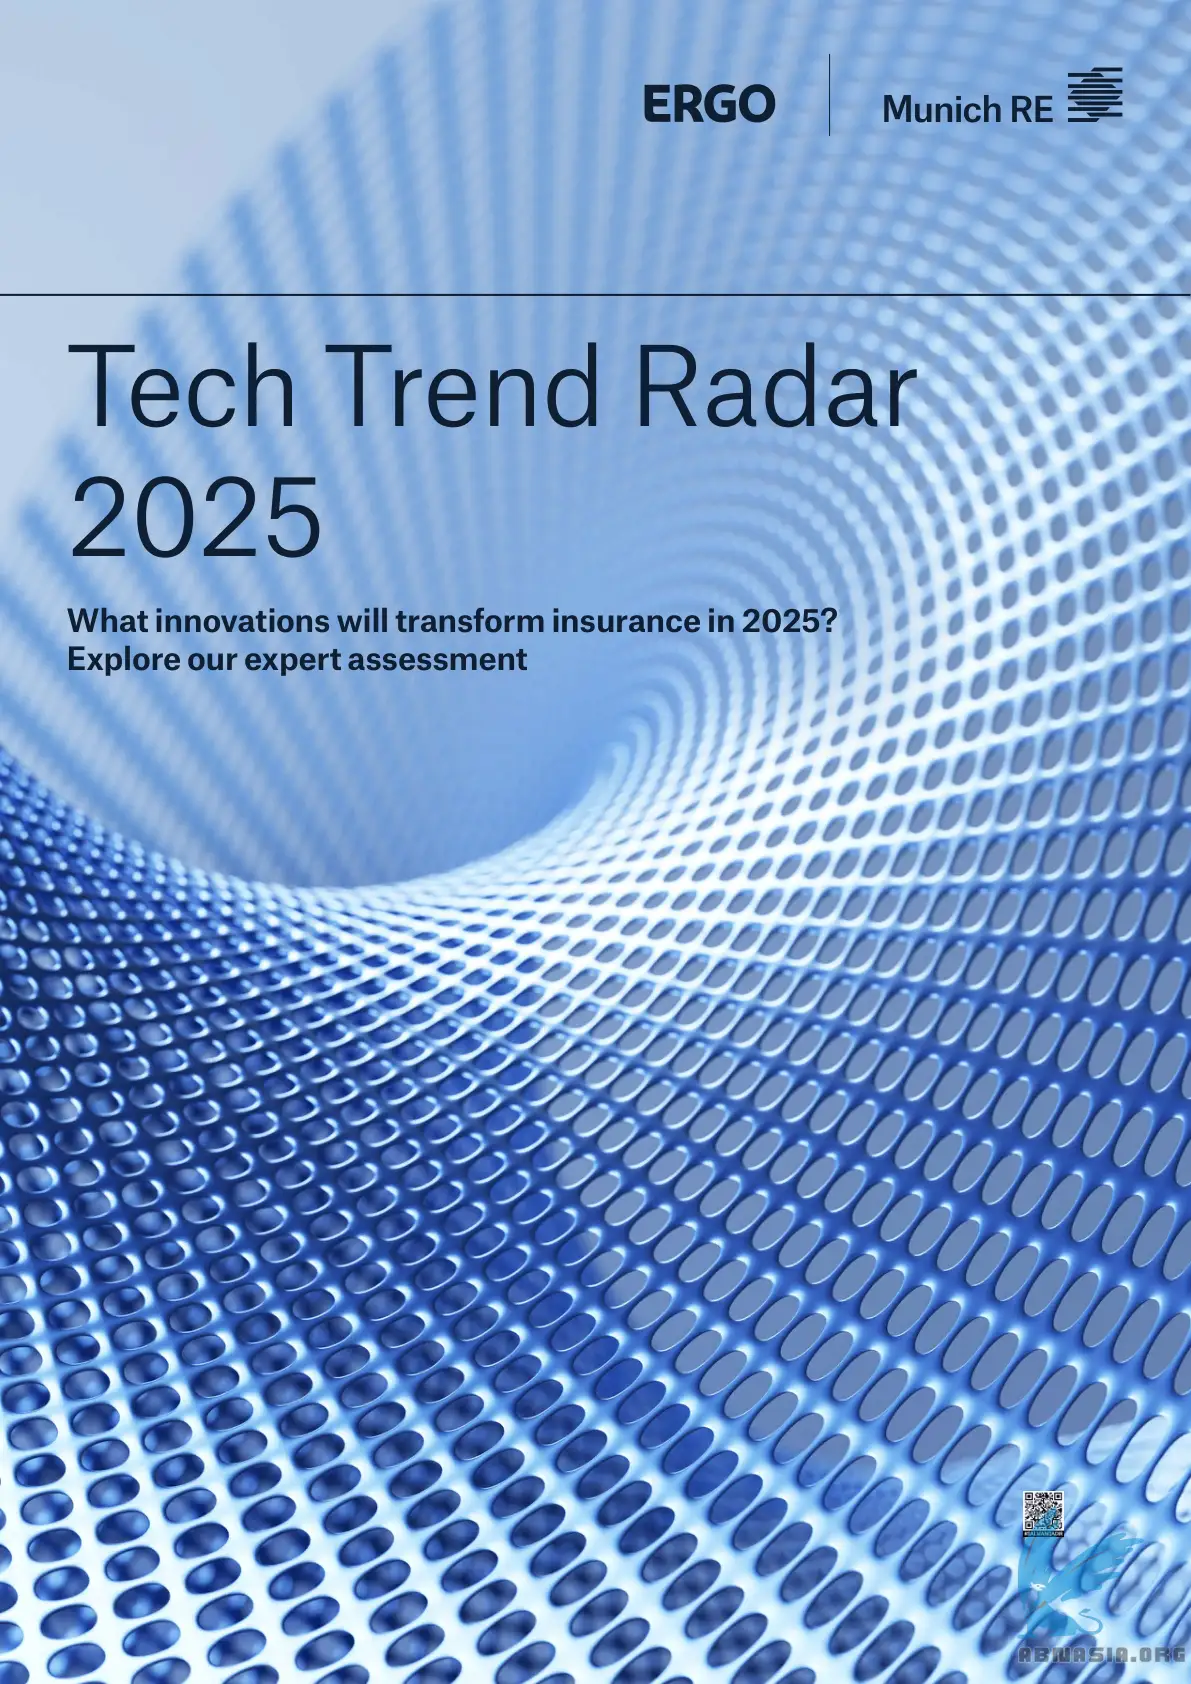 ERGO
Munich RE
Tech Trend Radar
2025
What innovations will transform insurance in 2025?
Explore our expert assessment
ABIWASIA.ORG